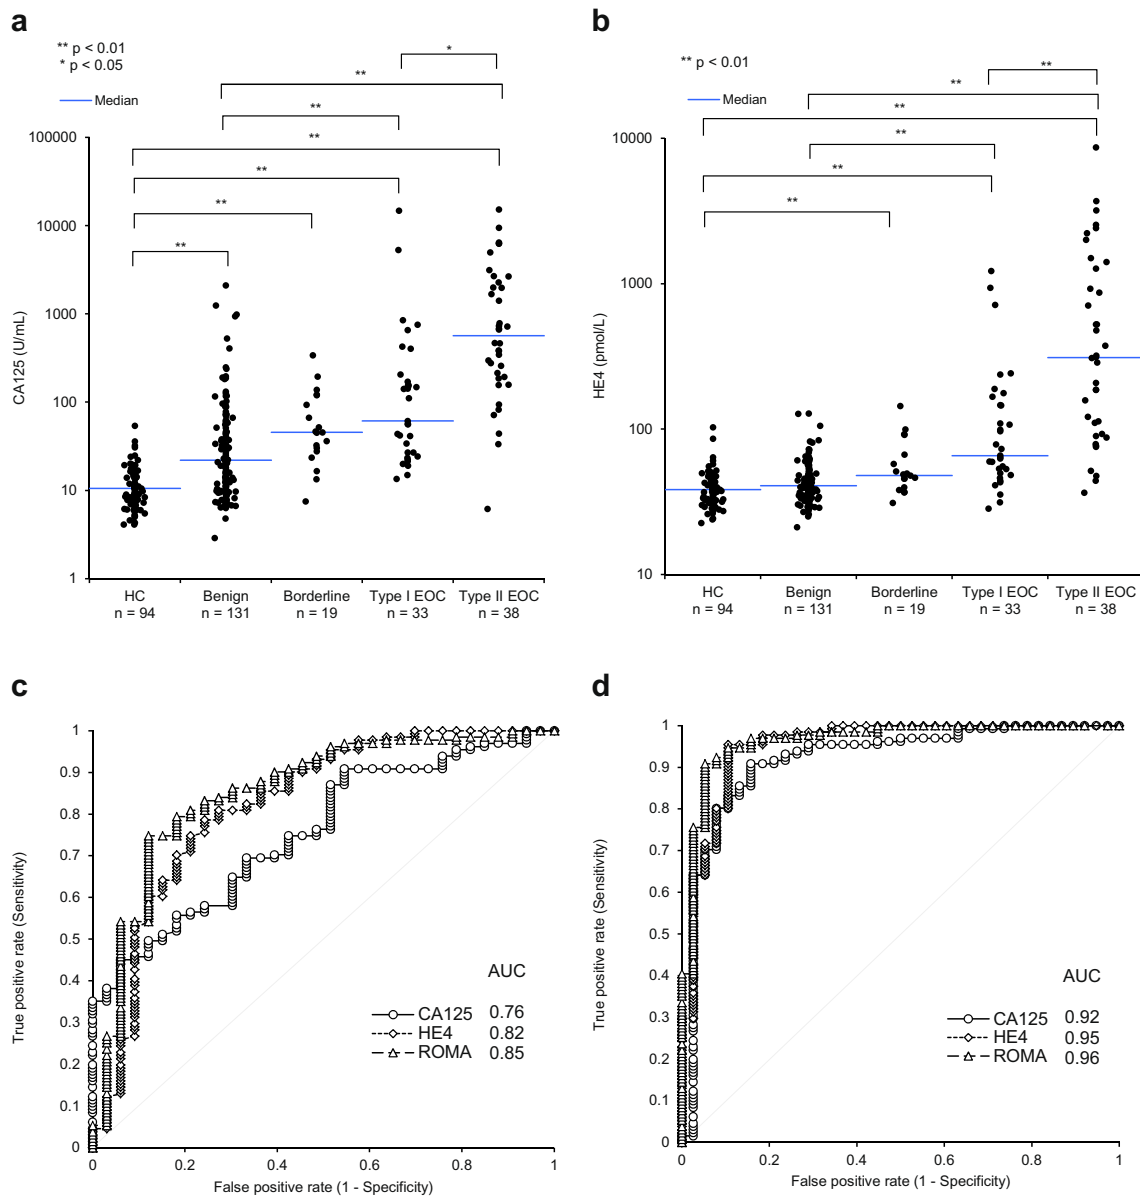 a
** p < 0.01
* p < 0.05
Median
*
**
**
**
**
**
**
100000
10000
1000
100
10
1
CA125 (U/mL)
HC
n = 94
Benign
n = 131
Borderline
n = 19
Type I EOC
n = 33
Type II EOC
n = 38
b
** p < 0.01
Median
**
**
**
**
**
**
10000
1000
100
10
HE4 (pmol/L)
HC
n = 94
Benign
n = 131
Borderline
n = 19
Type I EOC
n = 33
Type II EOC
n = 38
c
1
0.9
0.8
0.7
0.6
0.5
0.4
0.3
0.2
0.1
0
True positive rate (Sensitivity)
AUC
CA125 0.76
HE4 0.82
ROMA 0.85
0 0.2 0.4 0.6 0.8 1
False positive rate (1 - Specificity)
d
1
0.9
0.8
0.7
0.6
0.5
0.4
0.3
0.2
0.1
0
True positive rate (Sensitivity)
AUC
CA125 0.92
HE4 0.95
ROMA 0.96
0 0.2 0.4 0.6 0.8 1
False positive rate (1 - Specificity)